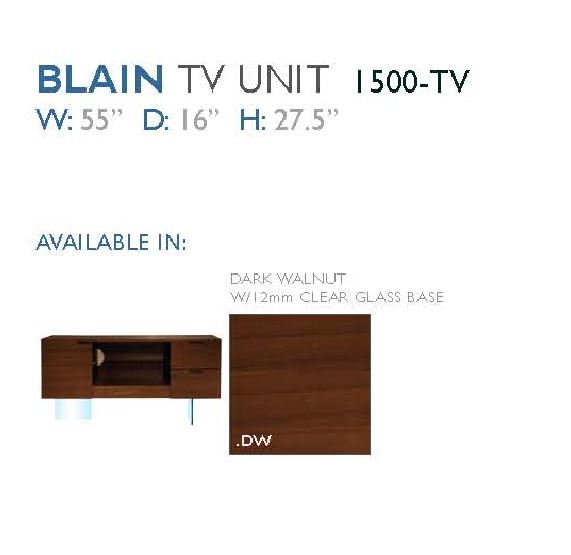 BLAIN TV UNIT 1500-TV
W: 55” D: 16” H: 27.5”
AVAILABLE IN:
DARK WALNUT
W/12mm CLEAR GLASS BASE
.DW